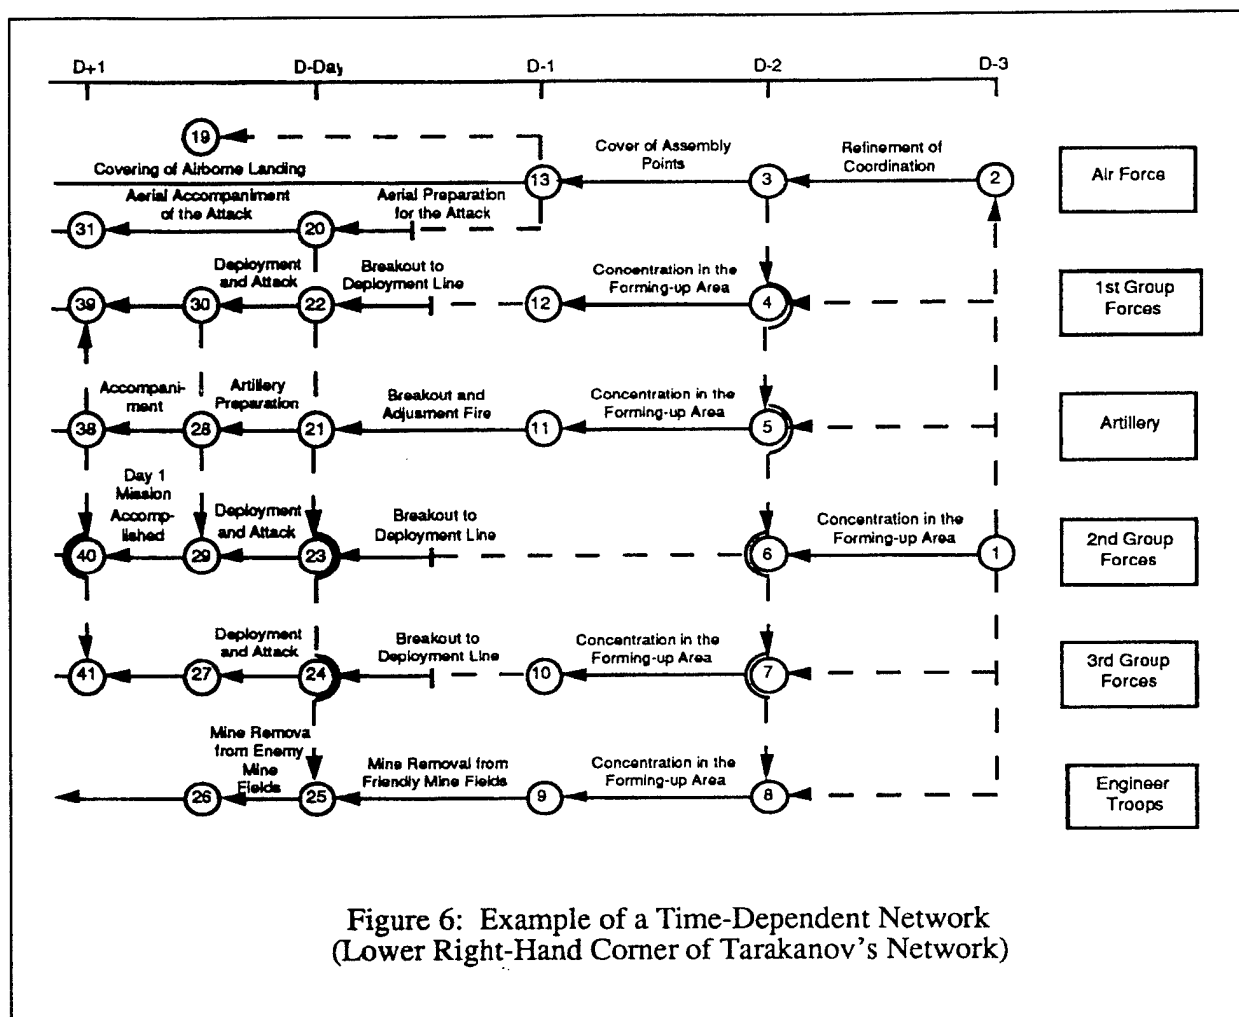 D+1 D-Day D-1 D-2 D-3
19
Covering of Airborne Landing
13
Cover of Assembly
Points
3
Refinement of
Coordination
2
Air Force
31
Aerial Accompaniment
of the Attack
20
Aerial Preparation
for the Attack
39
30
Deployment
and Attack
22
Breakout to
Deployment Line
12
Concentration in the
Forming-up Area
4
1st Group
Forces
38
Accompani-
ment
28
Artillery
Preparation
21
Breakout and
Adjusment Fire
11
Concentration in the
Forming-up Area
5
Artillery
40
Day 1
Mission
Accomp-
lished
29
Deployment
and Attack
23
Breakout to
Deployment Line
6
Concentration in the
Forming-up Area
1
2nd Group
Forces
41
27
Deployment
and Attack
24
Breakout to
Deployment Line
10
Concentration in the
Forming-up Area
7
3rd Group
Forces
26
Mine Remova
from Enemy
Mine
Fields
25
Mine Removal from
Friendly Mine Fields
9
Concentration in the
Forming-up Area
8
Engineer
Troops
Figure 6: Example of a Time-Dependent Network
(Lower Right-Hand Corner of Tarakanov's Network)